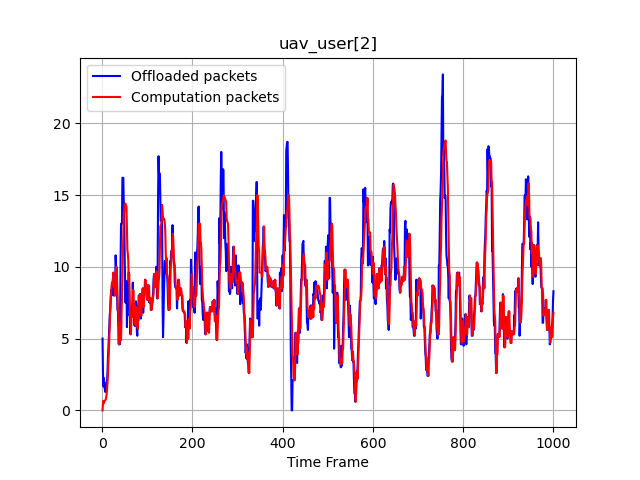 uav_user[2]
Offloaded packets
Computation packets
20
15
10
5
0
0 200 400 600 800 1000
Time Frame